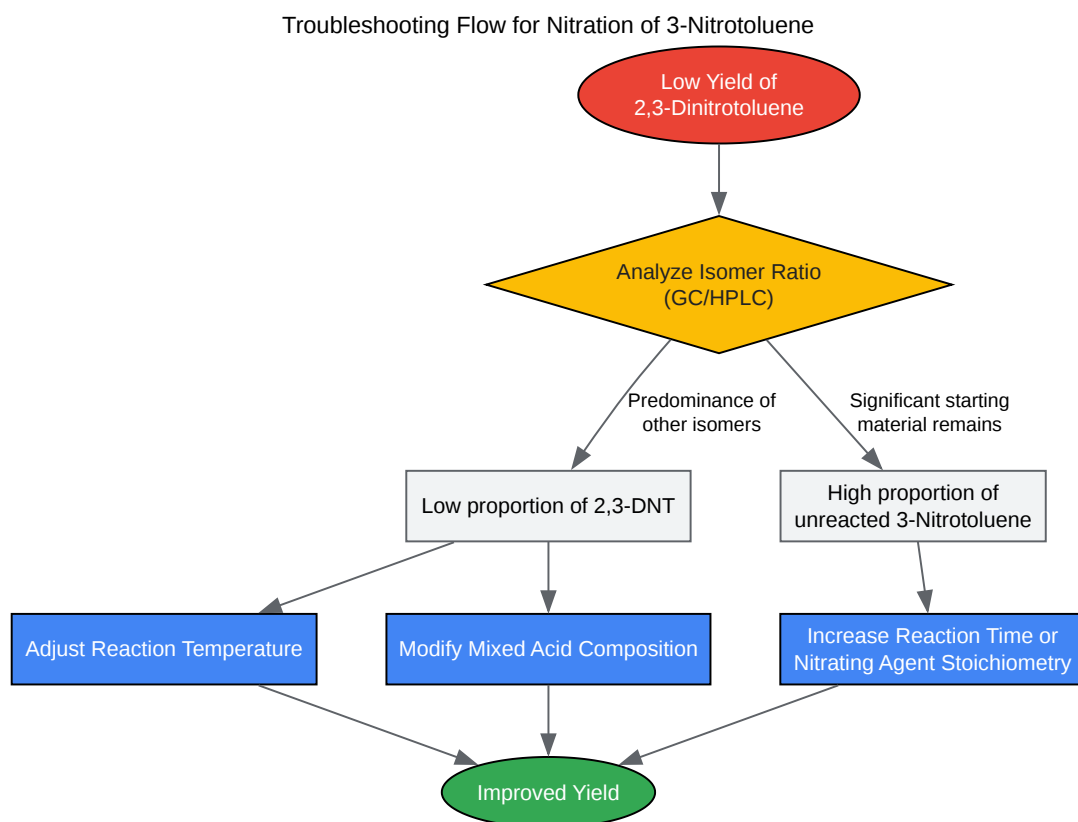 Troubleshooting Flow for Nitration of 3-Nitrotoluene
Low Yield of
2,3-Dinitrotoluene
Analyze Isomer Ratio
(GC/HPLC)
Predominance of
other isomers
Significant starting
material remains
Low proportion of 2,3-DNT
High proportion of
unreacted 3-Nitrotoluene
Adjust Reaction Temperature
Modify Mixed Acid Composition
Increase Reaction Time or
Nitrating Agent Stoichiometry
Improved Yield